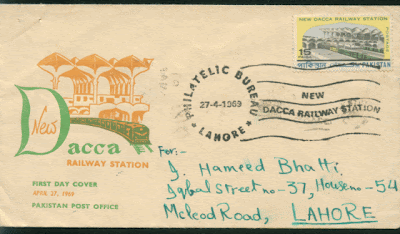 NEW DACCA RAILWAY STATION
15
PAKISTAN
PHILATELIC BUREAU
27-4-1969
LAHORE
NEW
DACCA RAILWAY STATION
New
Dacca
RAILWAY STATION
FIRST DAY COVER
APRIL 27, 1969
PAKISTAN POST OFFICE
For:-
J. Hameed Bhatti.
Iqbal street no-37, House no-54
Mcleod Road, LAHORE